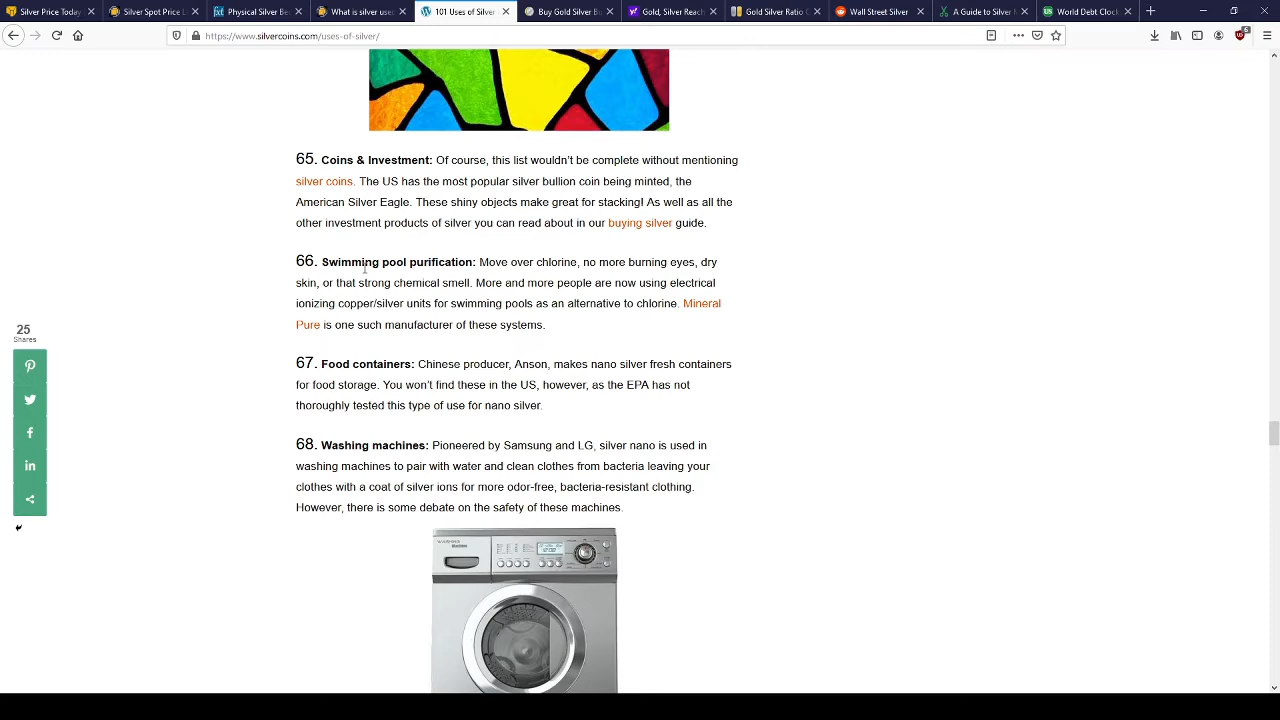 Silver Price Today
Silver Spot Price
Physical Silver Be
What is silver use
101 Uses of Silver
Buy Gold Silver Bu
Gold, Silver Reach
Gold Silver Ratio C
Wall Street Silver
A Guide to Silver
World Debt Clock
https://www.silvercoins.com/uses-of-silver/
65. Coins & Investment: Of course, this list wouldn't be complete without mentioning
silver coins. The US has the most popular silver bullion coin being minted, the
American Silver Eagle. These shiny objects make great for stacking! As well as all the
other investment products of silver you can read about in our buying silver guide.
66. Swimming pool purification: Move over chlorine, no more burning eyes, dry
skin, or that strong chemical smell. More and more people are now using electrical
ionizing copper/silver units for swimming pools as an alternative to chlorine. Mineral
Pure is one such manufacturer of these systems.
25
Shares
67. Food containers: Chinese producer, Anson, makes nano silver fresh containers
for food storage. You won't find these in the US, however, as the EPA has not
thoroughly tested this type of use for nano silver.
68. Washing machines: Pioneered by Samsung and LG, silver nano is used in
washing machines to pair with water and clean clothes from bacteria leaving your
clothes with a coat of silver ions for more odor-free, bacteria-resistant clothing.
However, there is some debate on the safety of these machines.